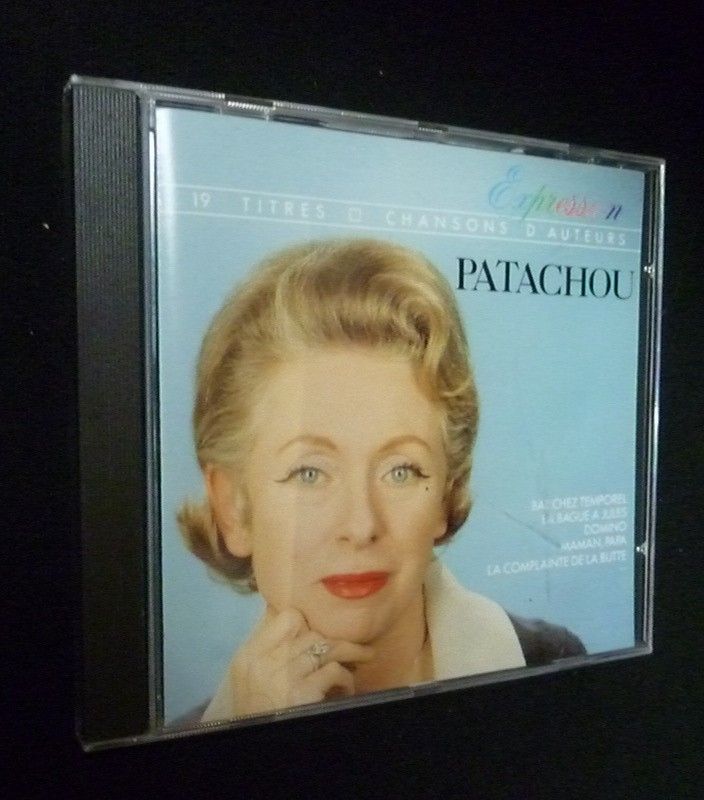 Expression
19 TITRES □ CHANSONS D'AUTEURS
PATACHOU
BAL CHEZ TEMPOREL
LA BAGUE A JULES
DOMINO
MAMAN, PAPA
LA COMPLAINTE DE LA BUTTE